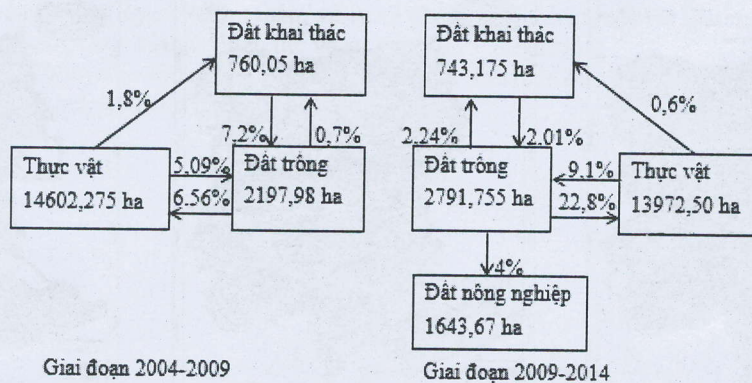 Đất khai thác
760,05 ha
1,8%
7.2%
0,7%
Thực vật
14602,275 ha
5.09%
6.56%
Đất trống
2197,98 ha
Giai đoạn 2004-2009
Đất khai thác
743,175 ha
0,6%
2.24%
2.01%
Đất trống
2791,755 ha
9.1%
22,8%
Thực vật
13972,50 ha
4%
Đất nông nghiệp
1643,67 ha
Giai đoạn 2009-2014